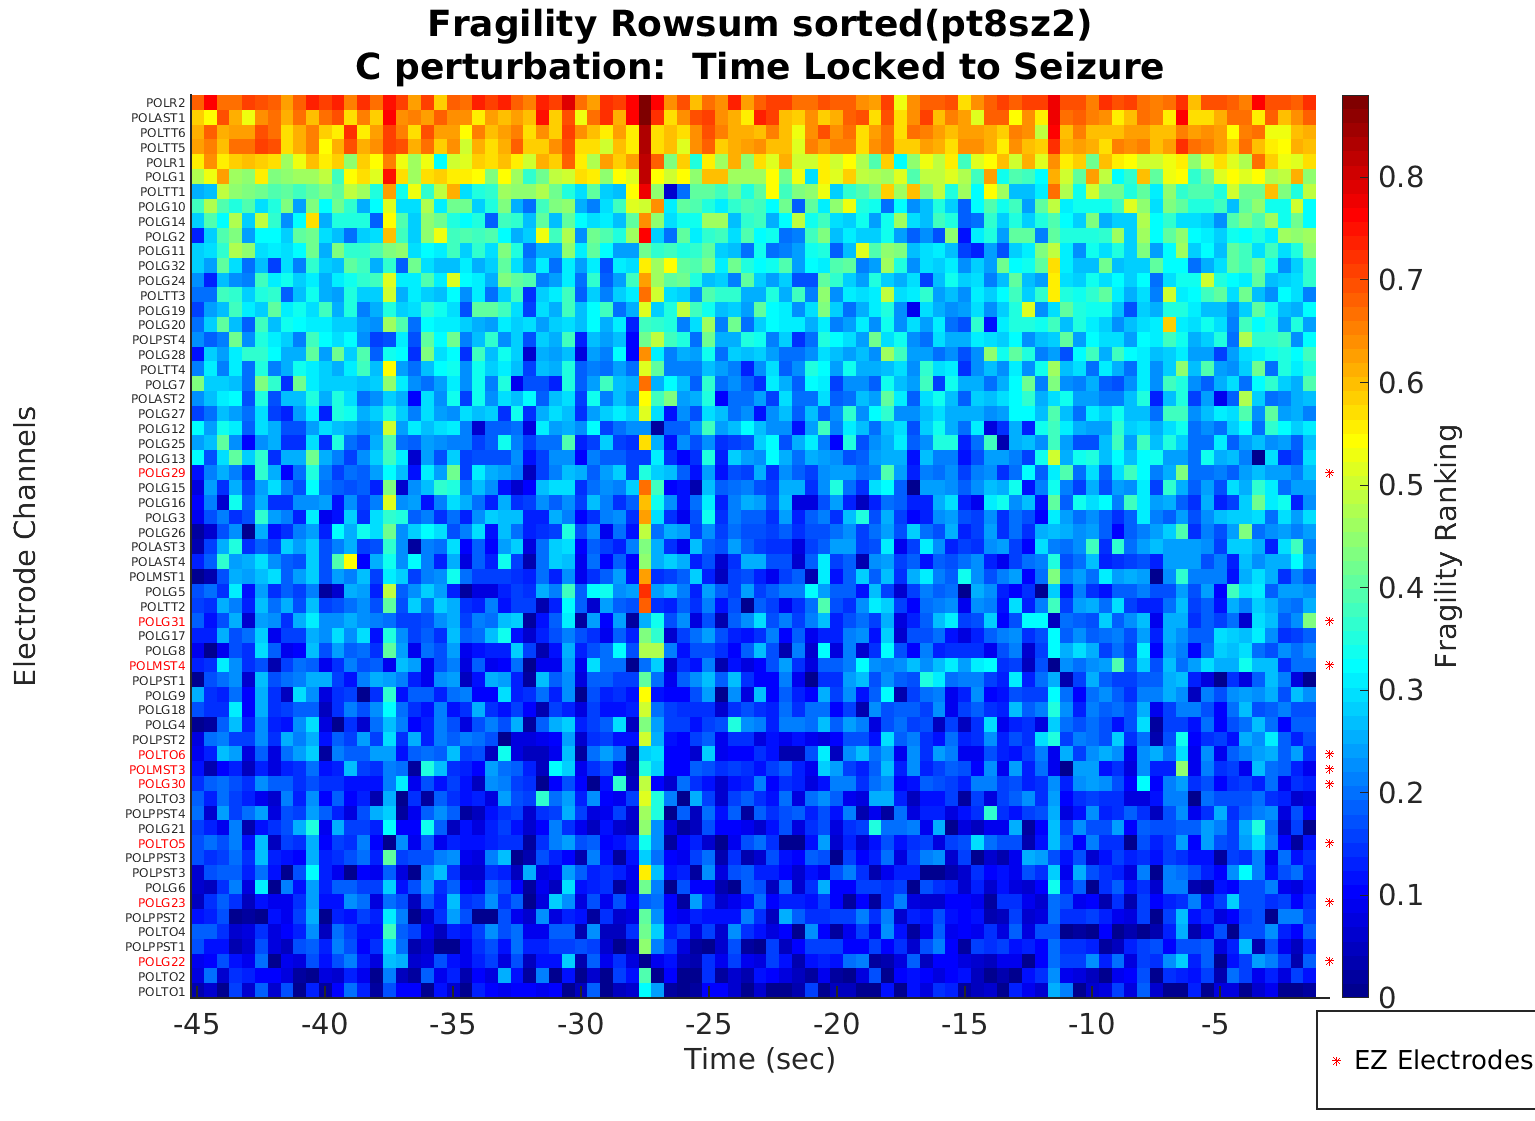 Fragility Rowsum sorted(pt8sz2)
C perturbation:  Time Locked to Seizure
Electrode Channels
POLR2
POLAST1
POLTT6
POLTT5
POLR1
POLG1
POLTT1
POLG10
POLG14
POLG2
POLG11
POLG32
POLG24
POLTT3
POLG19
POLG20
POLPST4
POLG28
POLTT4
POLG7
POLAST2
POLG27
POLG12
POLG25
POLG13
POLG29
POLG15
POLG16
POLG3
POLG26
POLAST3
POLAST4
POLMST1
POLG5
POLTT2
POLG31
POLG17
POLG8
POLMST4
POLPST1
POLG9
POLG18
POLG4
POLPST2
POLTO6
POLMST3
POLG30
POLTO3
POLPPST4
POLG21
POLTO5
POLPPST3
POLPST3
POLG6
POLG23
POLPPST2
POLTO4
POLPPST1
POLG22
POLTO2
POLTO1
-45 -40 -35 -30 -25 -20 -15 -10 -5
Time (sec)
0.8
0.7
0.6
0.5
0.4
0.3
0.2
0.1
0
Fragility Ranking
EZ Electrodes